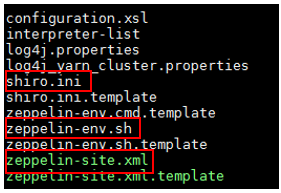 configuration.xsl
interpreter-list
log4j.properties
log4j_yarn_cluster.properties
shiro.ini
shiro.ini.template
zeppelin-env.cmd.template
zeppelin-env.sh
zeppelin-env.sh.template
zeppelin-site.xml
zeppelin-site.xml.template